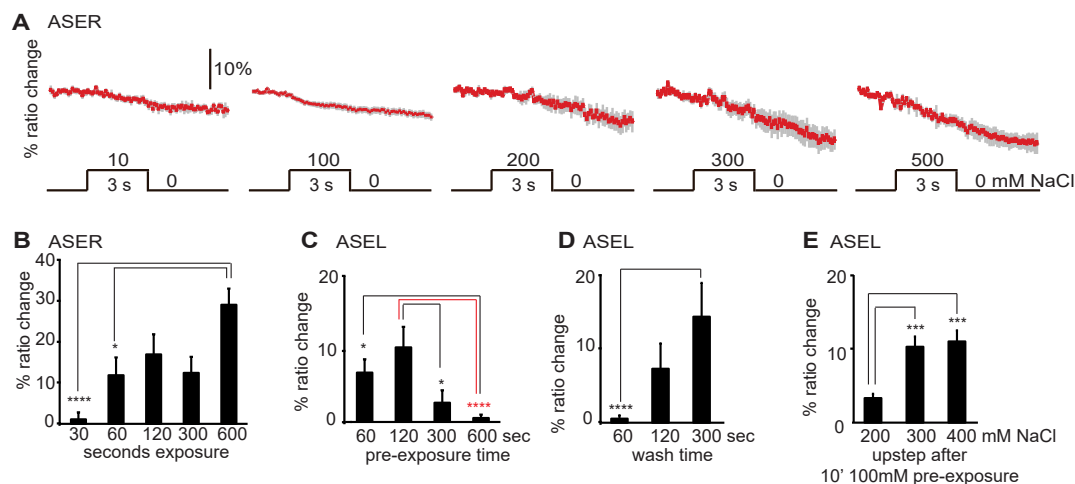 A ASER
% ratio change
10%
10 100 200 300 500
3 s 0 3 s 0 3 s 0 3 s 0 3 s 0 mM NaCl
B ASER
% ratio change
40
30
20
10
0
**** *
30 60 120 300 600
seconds exposure
C ASEL
% ratio change
20
10
0
* * ****
60 120 300 600 sec
pre-exposure time
D ASEL
% ratio change
20
10
0
****
60 120 300 sec
wash time
E ASEL
% ratio change
20
10
0
*** ***
200 300 400 mM NaCl
upstep after
10' 100mM pre-exposure